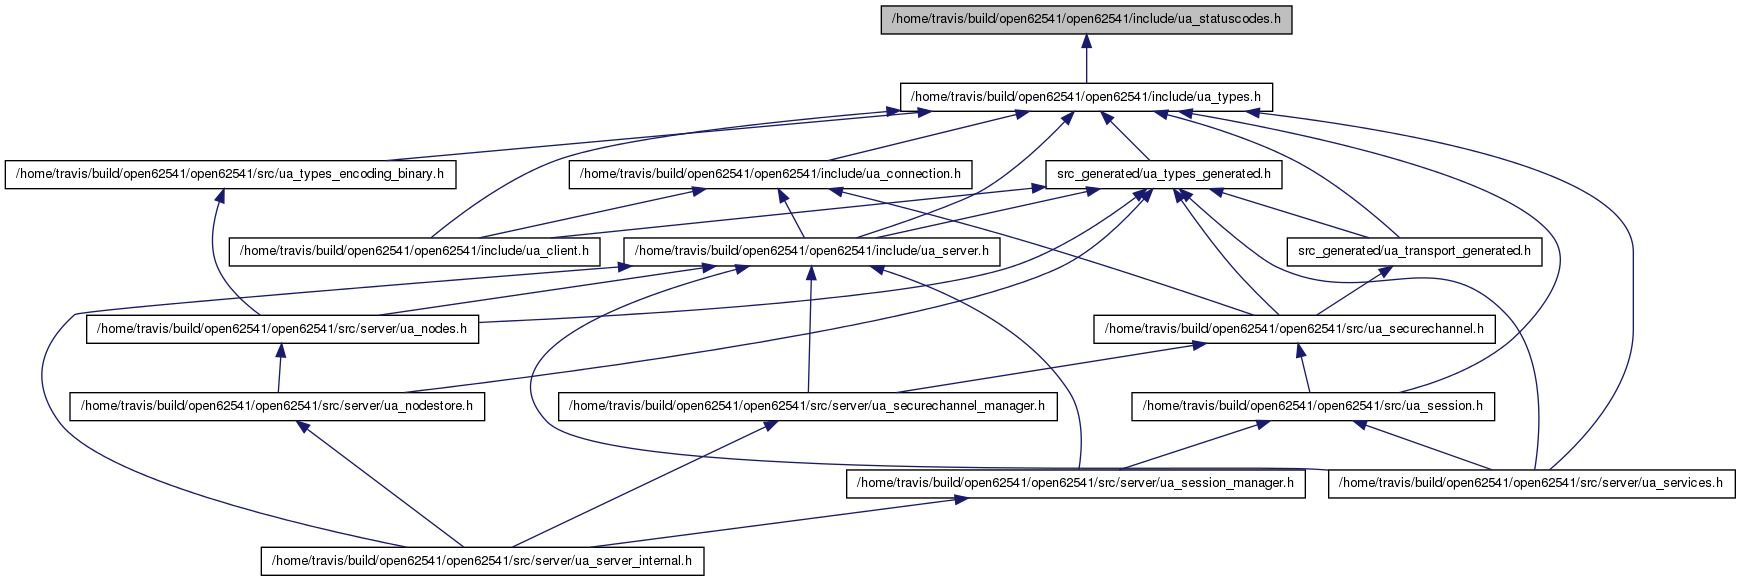 /home/travis/build/open62541/open62541/include/ua_statuscodes.h
/home/travis/build/open62541/open62541/include/ua_types.h
/home/travis/build/open62541/open62541/src/ua_types_encoding_binary.h
/home/travis/build/open62541/open62541/include/ua_connection.h
src_generated/ua_types_generated.h
/home/travis/build/open62541/open62541/include/ua_client.h
/home/travis/build/open62541/open62541/include/ua_server.h
src_generated/ua_transport_generated.h
/home/travis/build/open62541/open62541/src/server/ua_nodes.h
/home/travis/build/open62541/open62541/src/ua_securechannel.h
/home/travis/build/open62541/open62541/src/server/ua_nodestore.h
/home/travis/build/open62541/open62541/src/server/ua_securechannel_manager.h
/home/travis/build/open62541/open62541/src/ua_session.h
/home/travis/build/open62541/open62541/src/server/ua_session_manager.h
/home/travis/build/open62541/open62541/src/server/ua_services.h
/home/travis/build/open62541/open62541/src/server/ua_server_internal.h